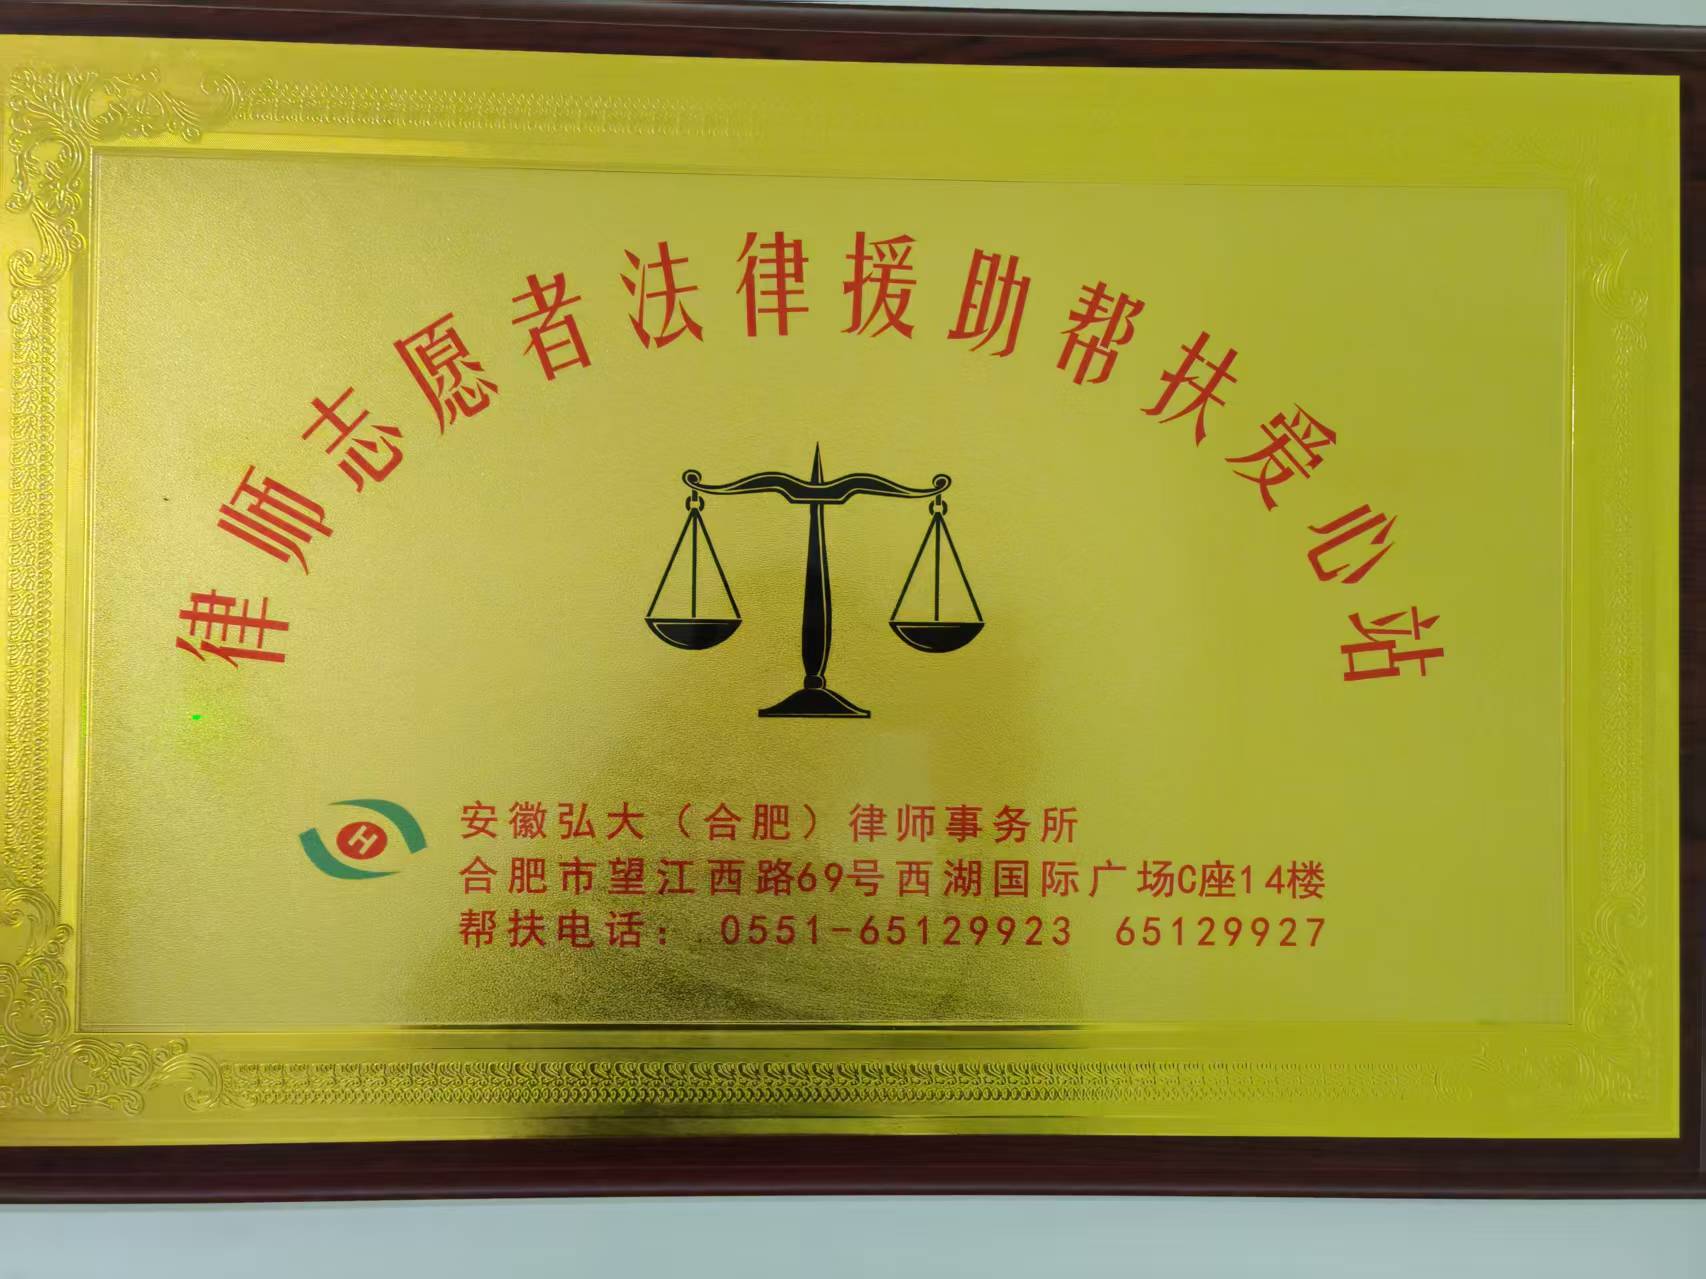 律师志愿者法律援助帮扶爱心站
H
安徽弘大（合肥）律师事务所
合肥市望江西路69号西湖国际广场C座14楼
帮扶电话： 0551-65129923 65129927